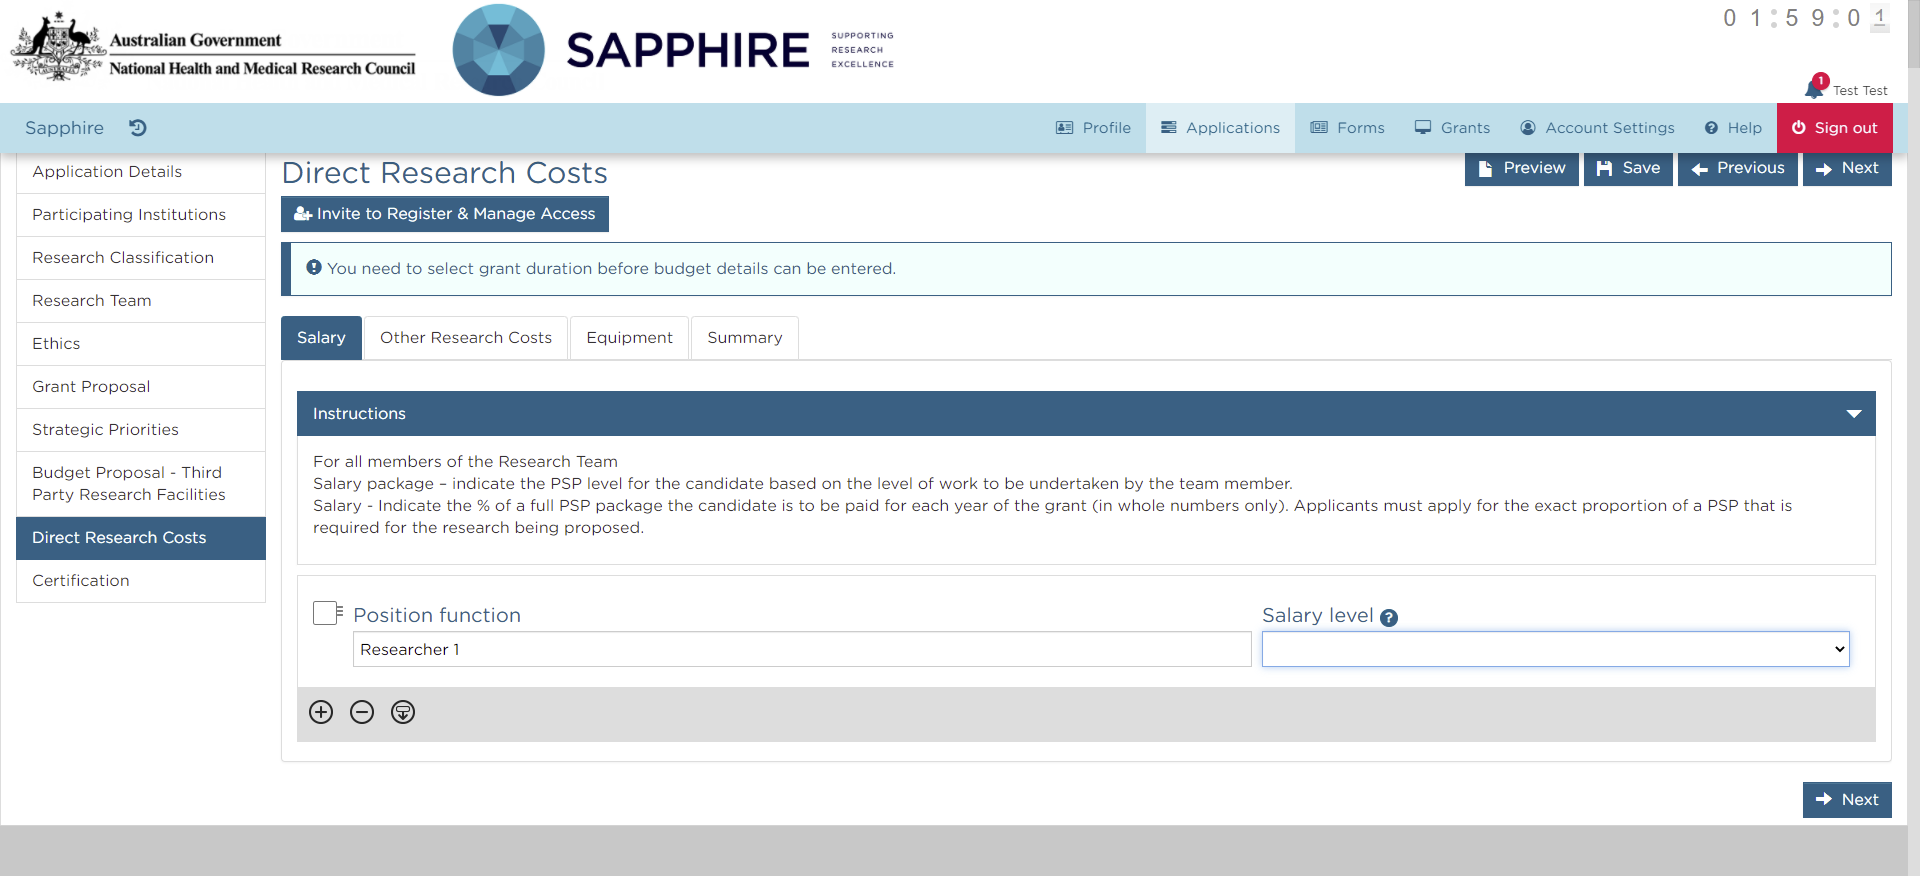 Australian Government
National Health and Medical Research Council
SAPPHIRE
SUPPORTING
RESEARCH
EXCELLENCE
01:59:01
1
Test Test
Sapphire
Profile
Applications
Forms
Grants
Account Settings
Help
Sign out
Application Details
Participating Institutions
Research Classification
Research Team
Ethics
Grant Proposal
Strategic Priorities
Budget Proposal - Third
Party Research Facilities
Direct Research Costs
Certification
Direct Research Costs
Preview
Save
Previous
Next
Invite to Register & Manage Access
You need to select grant duration before budget details can be entered.
Salary
Other Research Costs
Equipment
Summary
Instructions
For all members of the Research Team
Salary package – indicate the PSP level for the candidate based on the level of work to be undertaken by the team member.
Salary - Indicate the % of a full PSP package the candidate is to be paid for each year of the grant (in whole numbers only). Applicants must apply for the exact proportion of a PSP that is
required for the research being proposed.
Position function
Researcher 1
Salary level ?
Next